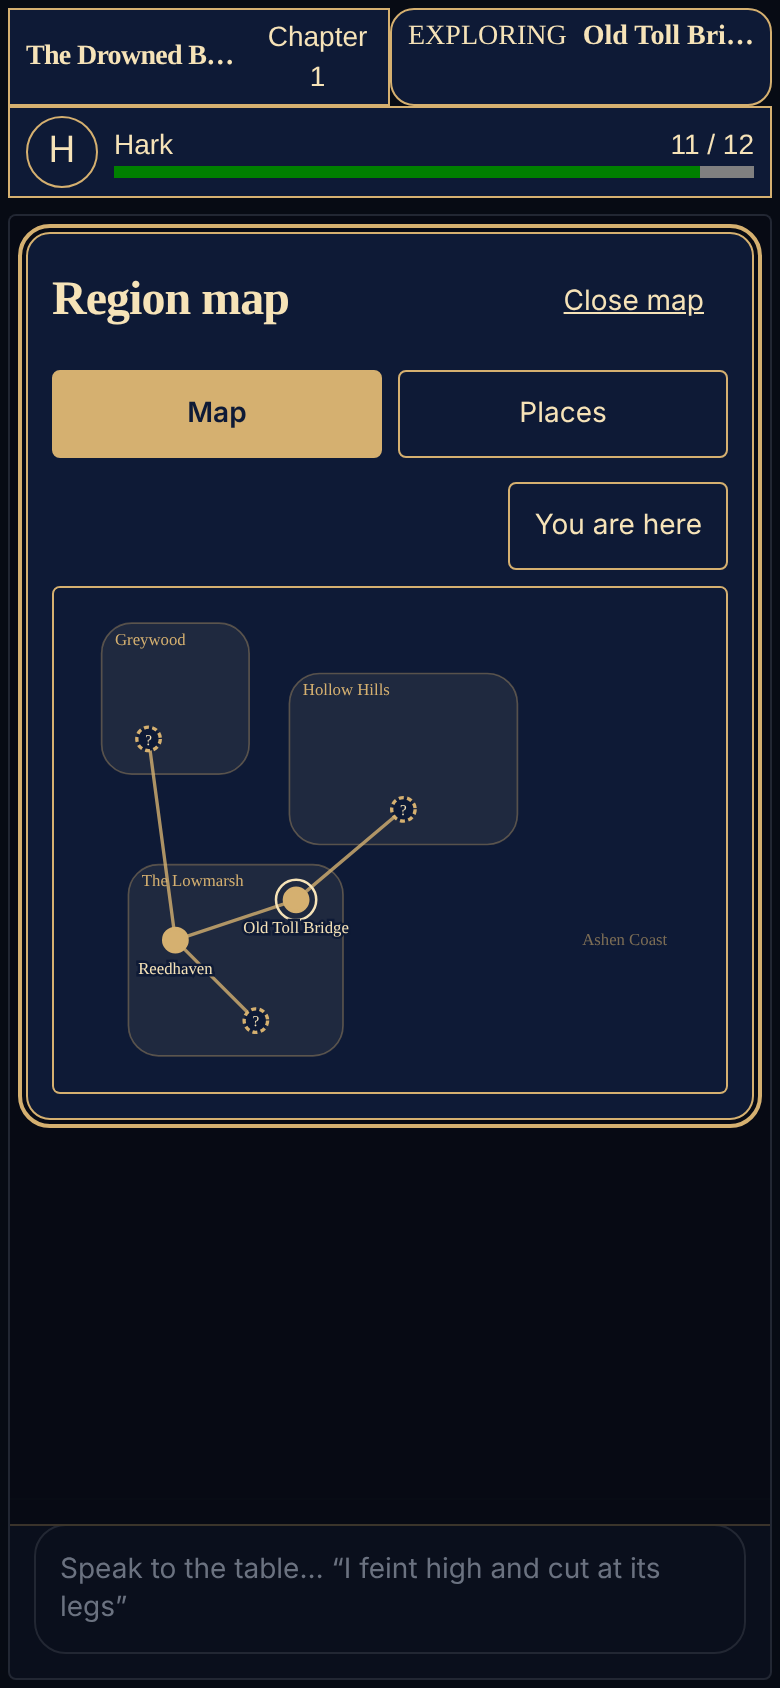 The Drowned B…
Chapter
1
EXPLORING Old Toll Bri…
H
Hark
11 / 12
Region map
Close map
Map
Places
You are here
Greywood
Hollow Hills
?
?
The Lowmarsh
Old Toll Bridge
Ashen Coast
Reedhaven
?
Speak to the table… “I feint high and cut at its
legs”